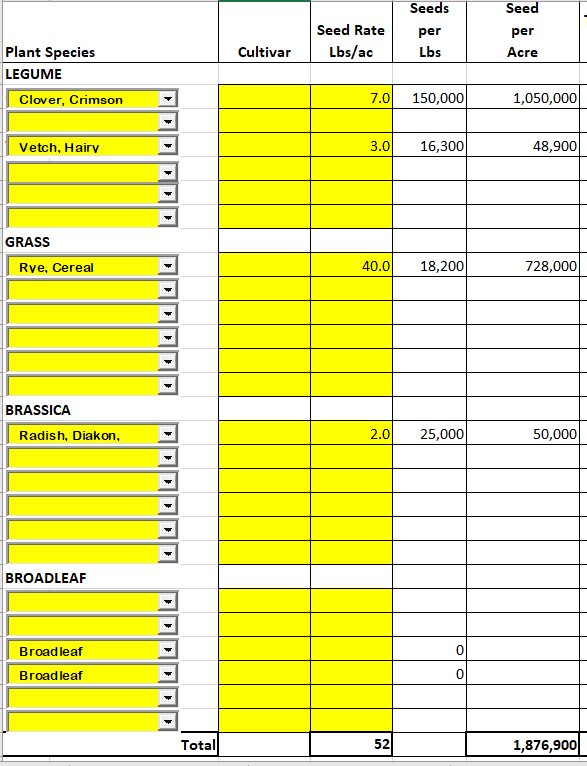 Plant Species Cultivar Seed Rate Lbs/ac Seeds per Lbs Seed per Acre
LEGUME
Clover, Crimson 7.0 150,000 1,050,000
Vetch, Hairy 3.0 16,300 48,900
GRASS
Rye, Cereal 40.0 18,200 728,000
BRASSICA
Radish, Diakon, 2.0 25,000 50,000
BROADLEAF
Broadleaf 0
Broadleaf 0
Total 52 1,876,900